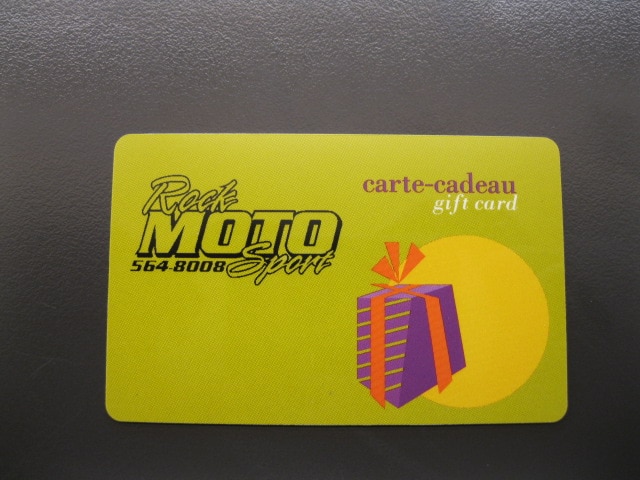 Rock
MOTO
564-8008 Sport
carte-cadeau
gift card